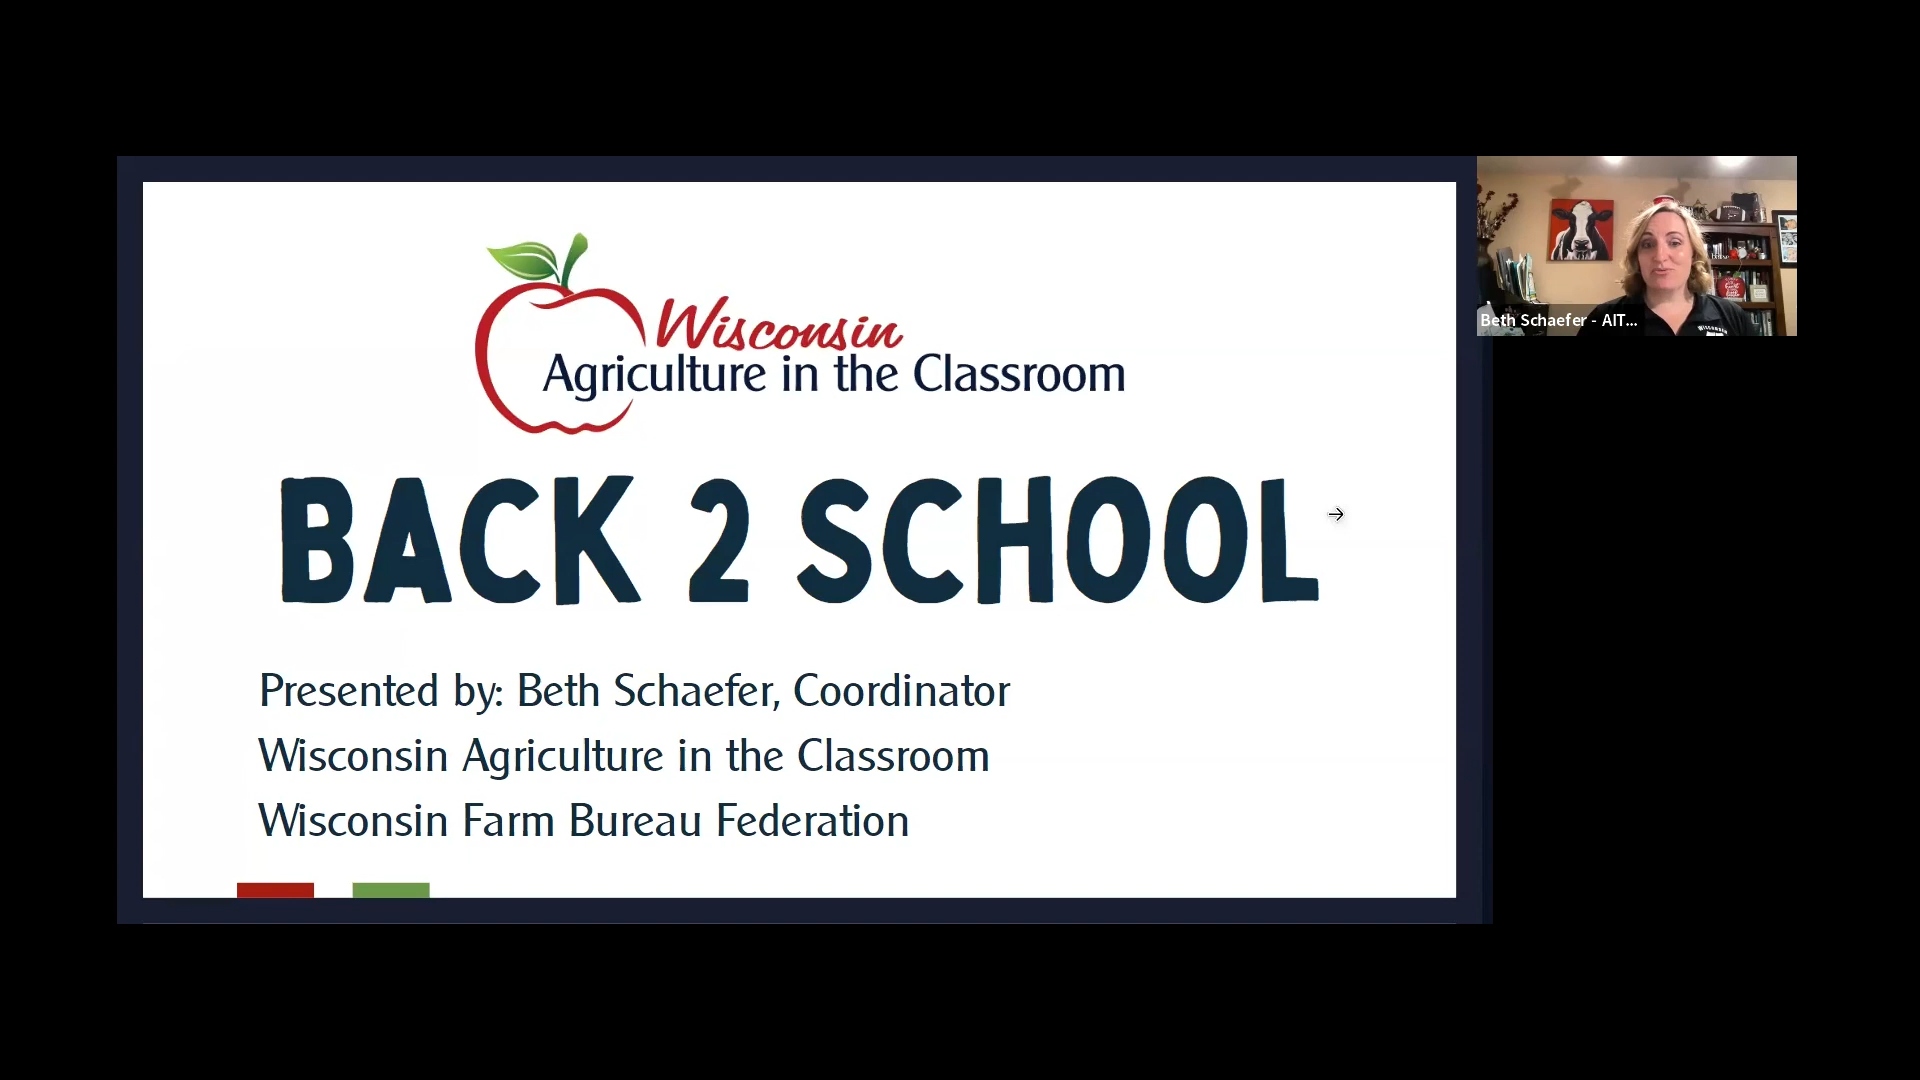 Wisconsin
Agriculture in the Classroom
BACK 2 SCHOOL
Presented by: Beth Schaefer, Coordinator
Wisconsin Agriculture in the Classroom
Wisconsin Farm Bureau Federation
Beth Schaefer - AIT...
WISCONSIN